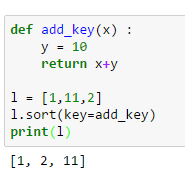 def add_key(x) :
    y = 10
    return x+y

l = [1,11,2]
l.sort(key=add_key)
print(l)
[1, 2, 11]